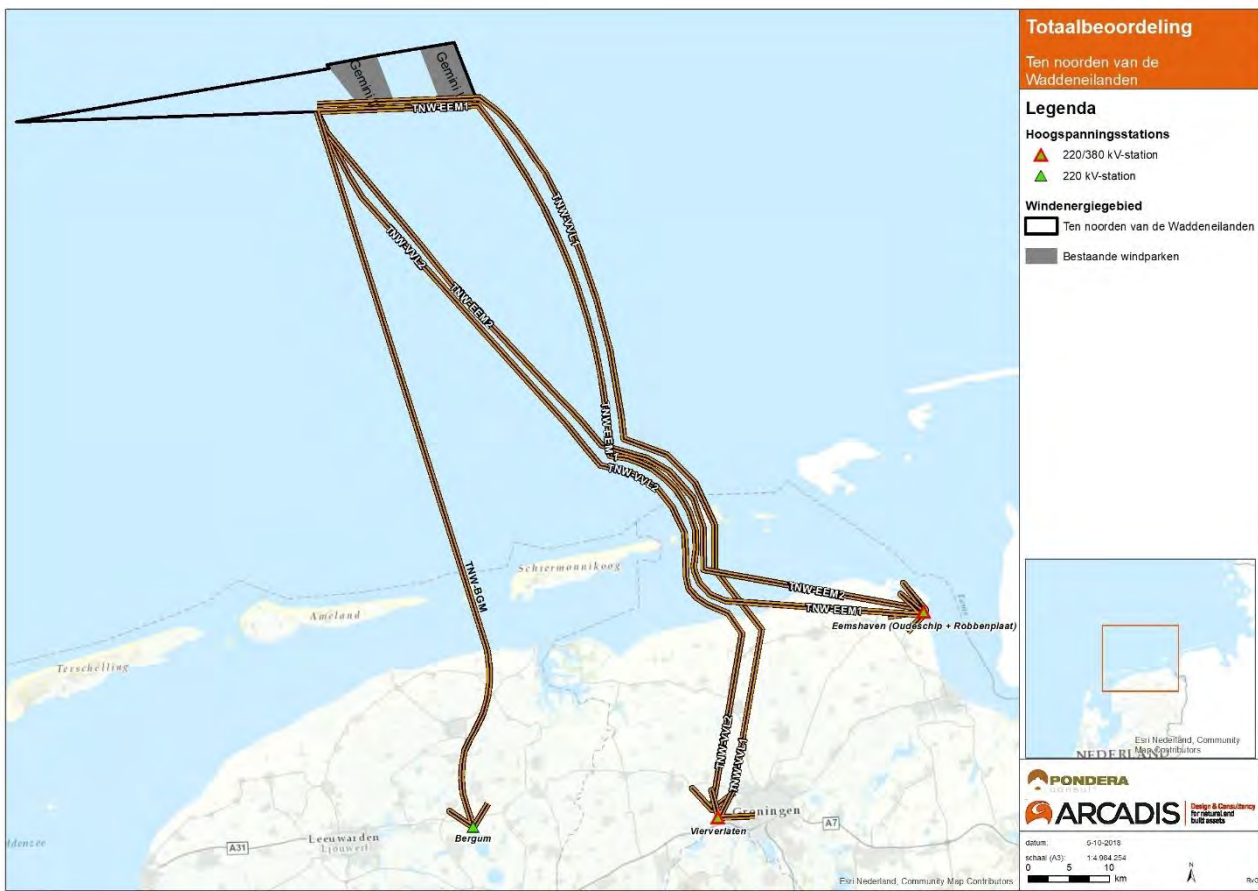 Totaalbeoordeling
Ten noorden van de
Waddeneilanden
Legenda
Hoogspanningsstations
220/380 kV-station
220 kV-station
Windenergiegebied
Ten noorden van de Waddeneilanden
Bestaande windparken
Gemini
Gemini
TNW-EEM1
TNW-VVL1
TNW-VVL2
TNW-EEM2
TNW-EEM1
TNW-VVL2
TNW-BGM
Schiermonnikoog
Ameland
Terschelling
TNW-EEM2
TNW-EEM1
Eemshaven (Oudeschip + Robbenplaat)
TNW-VVL2
TNW-VVL1
Groningen
Vierverlaten
A7
Leeuwarden
Ljouwert
A31
Bergum
Esri Nederland, Community Map Contributors
Esri Nederland, Community
Map Contributors
NEDERLAND
PONDERA
CONSULT
ARCADIS
Design & Consultancy
for natural and
built assets
datum:
5-10-2018
schaal (A3):
1:4.984.254
0 5 10
km
N